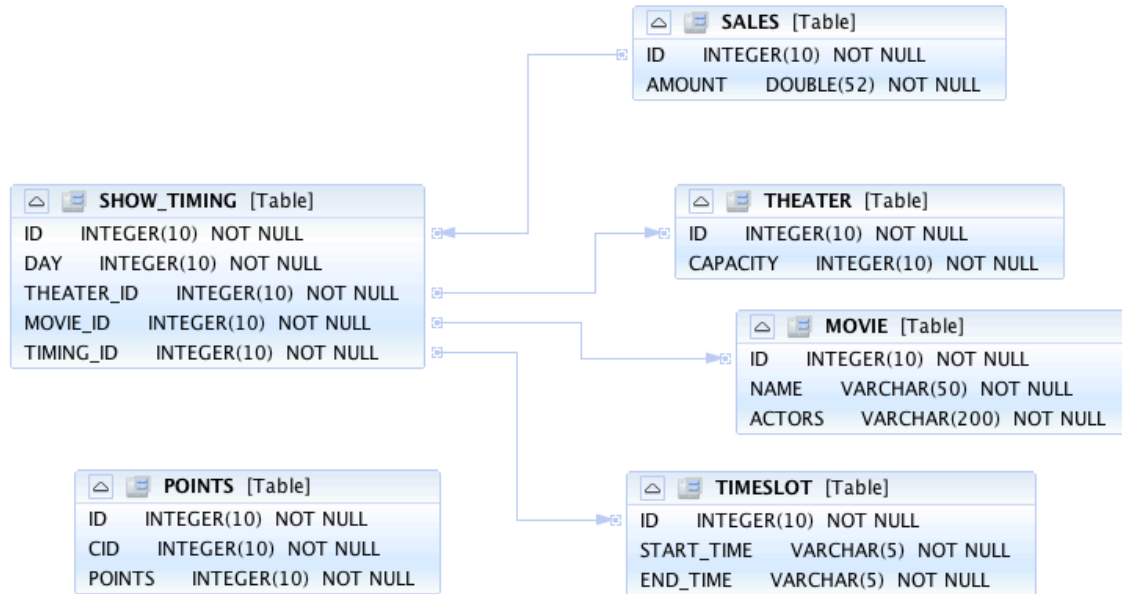 SALES [Table]
ID INTEGER(10) NOT NULL
AMOUNT DOUBLE(52) NOT NULL
SHOW_TIMING [Table]
ID INTEGER(10) NOT NULL
DAY INTEGER(10) NOT NULL
THEATER_ID INTEGER(10) NOT NULL
MOVIE_ID INTEGER(10) NOT NULL
TIMING_ID INTEGER(10) NOT NULL
THEATER [Table]
ID INTEGER(10) NOT NULL
CAPACITY INTEGER(10) NOT NULL
MOVIE [Table]
ID INTEGER(10) NOT NULL
NAME VARCHAR(50) NOT NULL
ACTORS VARCHAR(200) NOT NULL
POINTS [Table]
ID INTEGER(10) NOT NULL
CID INTEGER(10) NOT NULL
POINTS INTEGER(10) NOT NULL
TIMESLOT [Table]
ID INTEGER(10) NOT NULL
START_TIME VARCHAR(5) NOT NULL
END_TIME VARCHAR(5) NOT NULL